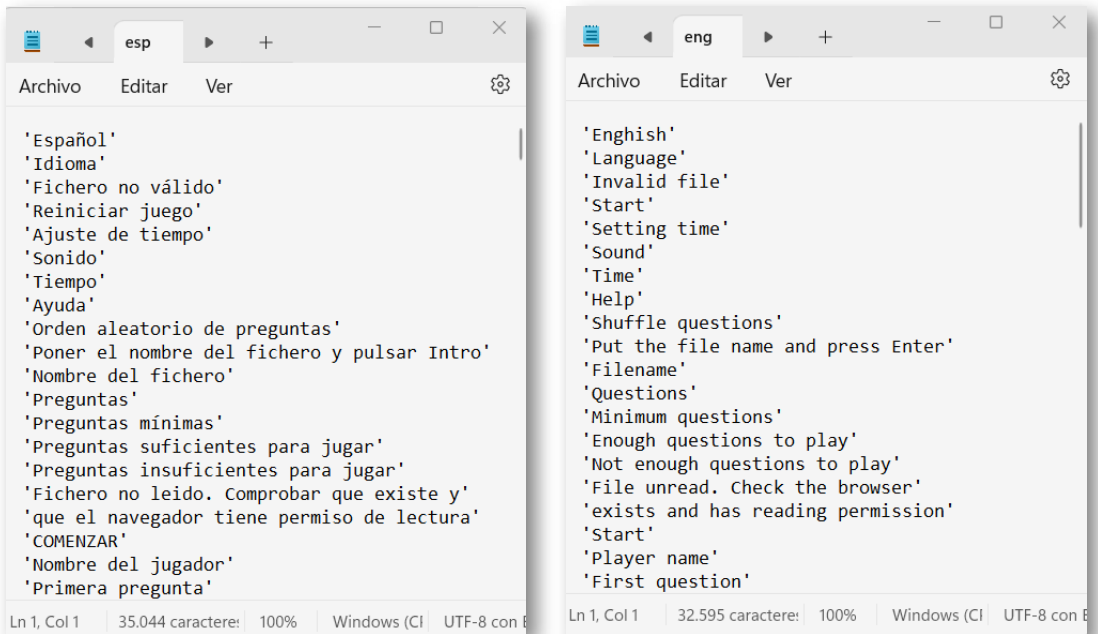 esp
Archivo Editar Ver
'Español'
'Idioma'
'Fichero no válido'
'Reiniciar juego'
'Ajuste de tiempo'
'Sonido'
'Tiempo'
'Ayuda'
'Orden aleatorio de preguntas'
'Poner el nombre del fichero y pulsar Intro'
'Nombre del fichero'
'Preguntas'
'Preguntas mínimas'
'Preguntas suficientes para jugar'
'Preguntas insuficientes para jugar'
'Fichero no leido. Comprobar que existe y'
'que el navegador tiene permiso de lectura'
'COMENZAR'
'Nombre del jugador'
'Primera pregunta'
Ln 1, Col 1 35.044 caractere 100% Windows (C UTF-8 con
eng
Archivo Editar Ver
'Enghish'
'Language'
'Invalid file'
'Start'
'Setting time'
'Sound'
'Time'
'Help'
'Shuffle questions'
'Put the file name and press Enter'
'Filename'
'Questions'
'Minimum questions'
'Enough questions to play'
'Not enough questions to play'
'File unread. Check the browser'
'exists and has reading permission'
'Start'
'Player name'
'First question'
Ln 1, Col 1 32.595 caractere 100% Windows (C UTF-8 con